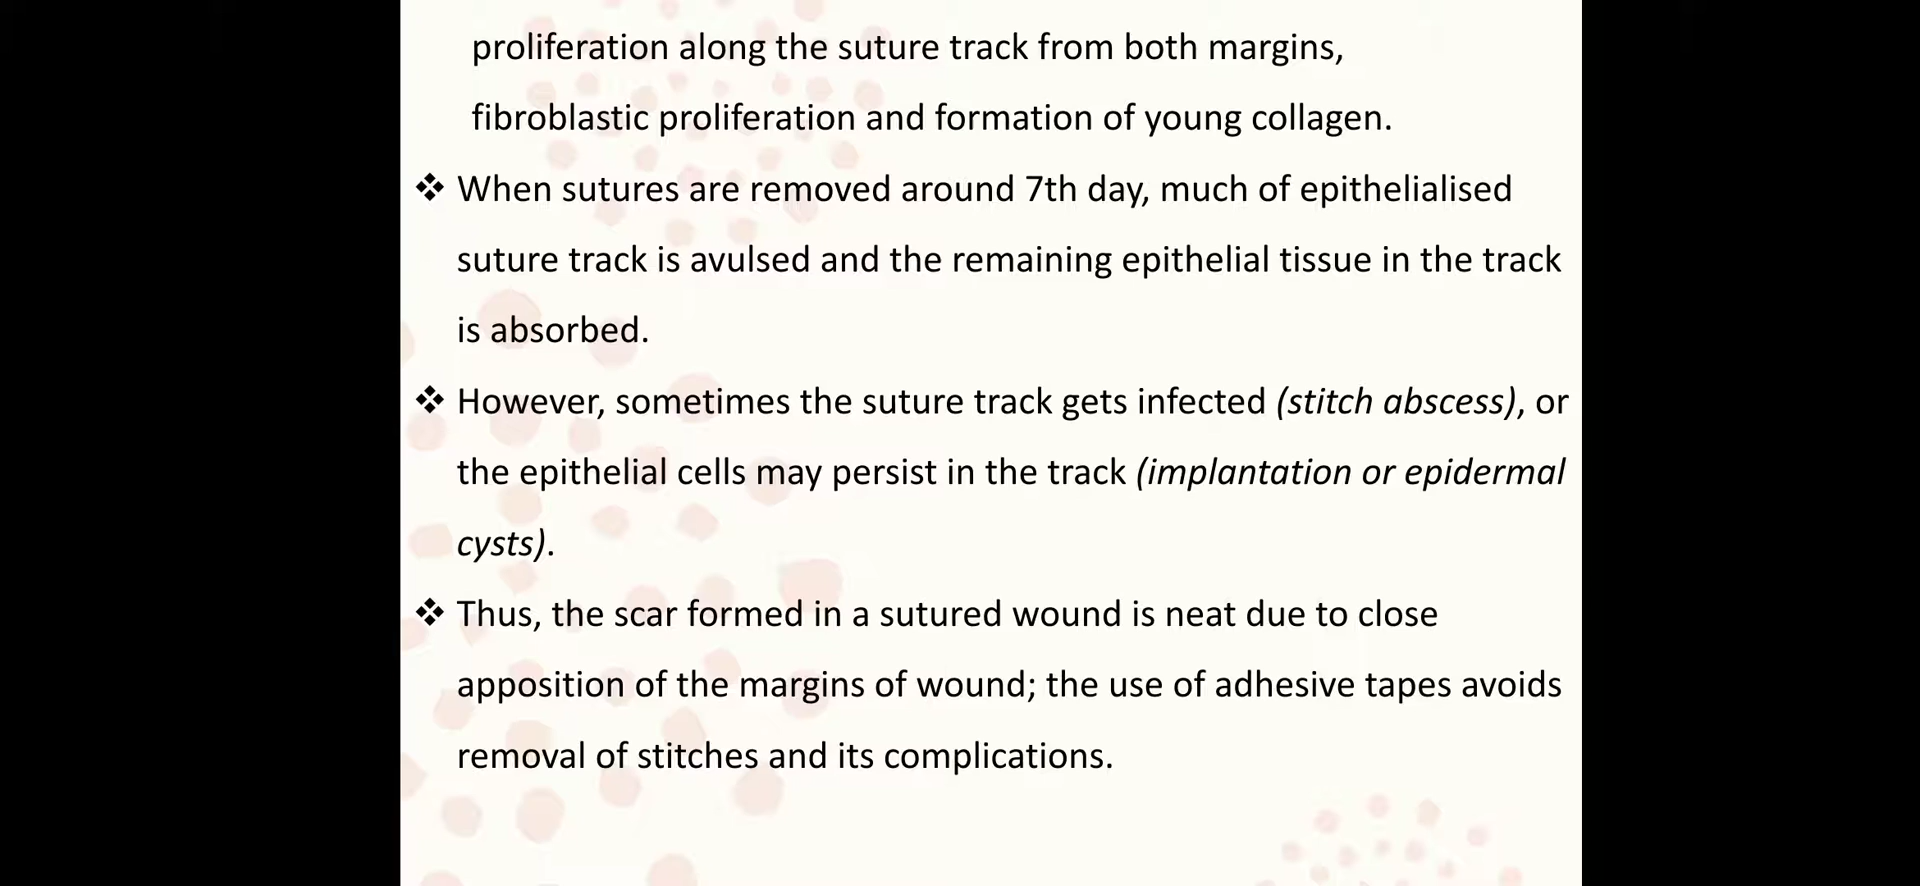 proliferation along the suture track from both margins,
fibroblastic proliferation and formation of young collagen.
❖ When sutures are removed around 7th day, much of epithelialised
suture track is avulsed and the remaining epithelial tissue in the track
is absorbed.
❖ However, sometimes the suture track gets infected (stitch abscess), or
the epithelial cells may persist in the track (implantation or epidermal
cysts).
❖ Thus, the scar formed in a sutured wound is neat due to close
apposition of the margins of wound; the use of adhesive tapes avoids
removal of stitches and its complications.